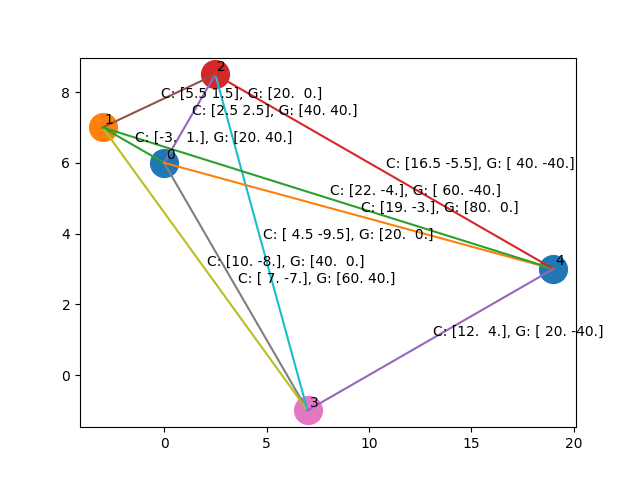 2
8
C: [5.5 1.5], G: [20.  0.]
C: [2.5 2.5], G: [40. 40.]
1
C: [-3.  1.], G: [20. 40.]
0
6
C: [16.5 -5.5], G: [ 40. -40.]
C: [22. -4.], G: [ 60. -40.]
C: [19. -3.], G: [80.  0.]
4
C: [ 4.5 -9.5], G: [20.  0.]
C: [10. -8.], G: [40.  0.]
4
C: [ 7. -7.], G: [60. 40.]
2
C: [12.  4.], G: [ 20. -40.]
0
3
0 5 10 15 20